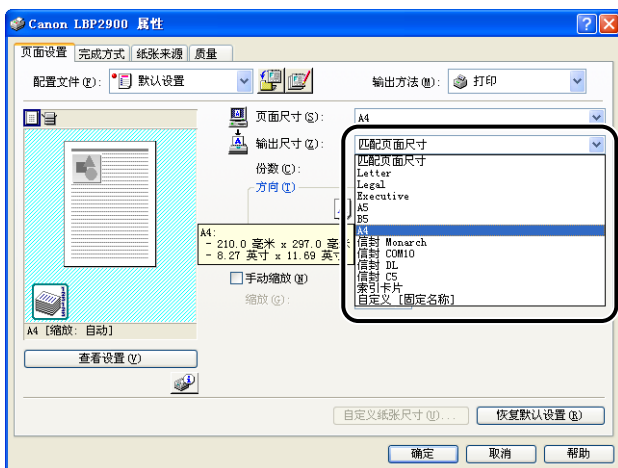 Canon LBP2900 属性
页面设置 完成方式 纸张来源 质量
配置文件(F): 默认设置 输出方法(M): 打印
页面尺寸(S): A4
输出尺寸(Z): 匹配页面尺寸
份数(C):
方向(T)
匹配页面尺寸
Letter
Legal
Executive
A5
B5
A4
信封 Monarch
信封 COM10
信封 DL
信封 C5
索引卡片
自定义 [固定名称]
A4:
- 210.0 毫米 x 297.0 毫米
- 8.27 英寸 x 11.69 英寸
手动缩放(N)
缩放(G):
A4 [缩放: 自动]
查看设置(V)
自定义纸张尺寸(U)... 恢复默认设置(R)
确定 取消 帮助